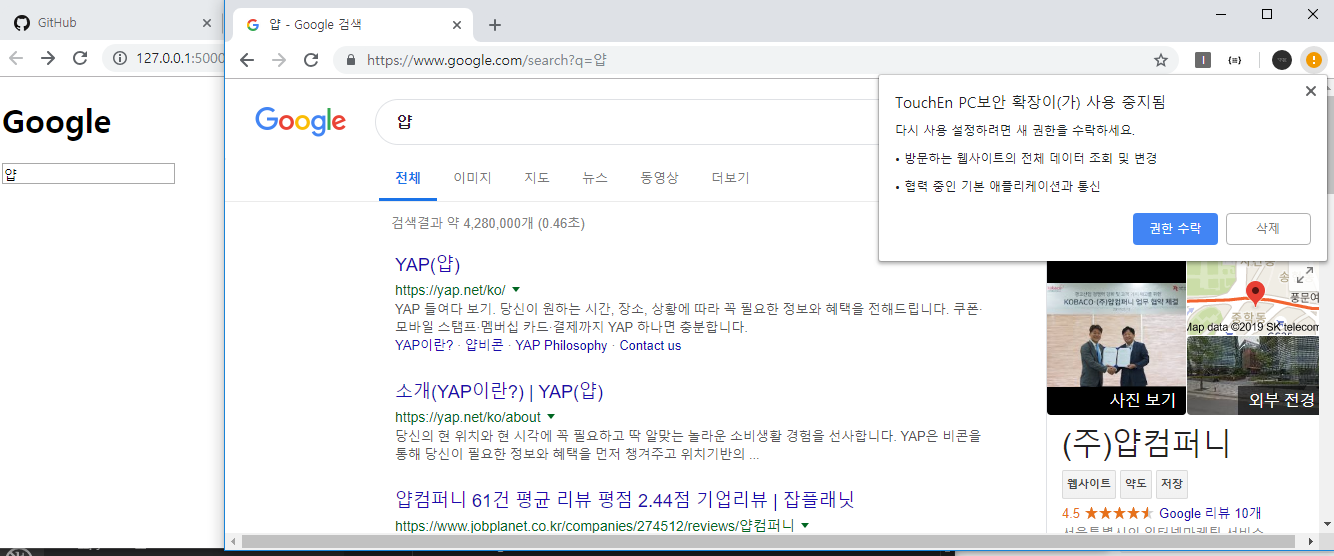 GitHub
127.0.0.1:5000
Google
얍
얍 - Google 검색
https://www.google.com/search?q=얍
Google
얍
전체 이미지 지도 뉴스 동영상 더보기
검색결과 약 4,280,000개 (0.46초)
YAP(얍)
https://yap.net/ko/
YAP 들여다 보기. 당신이 원하는 시간, 장소, 상황에 따라 꼭 필요한 정보와 혜택을 전해드립니다. 쿠폰·
모바일 스탬프·멤버십 카드·결제까지 YAP 하나면 충분합니다.
YAP이란? · 얍비콘 · YAP Philosophy · Contact us
소개(YAP이란?) | YAP(얍)
https://yap.net/ko/about
당신의 현 위치와 현 시각에 꼭 필요하고 딱 알맞는 놀라운 소비생활 경험을 선사합니다. YAP은 비콘을
통해 당신이 필요한 정보와 혜택을 먼저 챙겨주고 위치기반의 ...
얍컴퍼니 61건 평균 리뷰 평점 2.44점 기업리뷰 | 잡플래닛
https://www.jobplanet.co.kr/companies/274512/reviews/얍컴퍼니
TouchEn PC보안 확장이(가) 사용 중지됨
다시 사용 설정하려면 새 권한을 수락하세요.
• 방문하는 웹사이트의 전체 데이터 조회 및 변경
• 협력 중인 기본 애플리케이션과 통신
권한 수락 삭제
KOBACO-(주)얍컴퍼니 업무 협약 체결
사진 보기
송
풍문여
중학동
Map data ©2019 SK telecom
외부 전경
(주)얍컴퍼니
웹사이트 약도 저장
4.5 Google 리뷰 10개
서울특별시의 인터넷마케팅 서비스